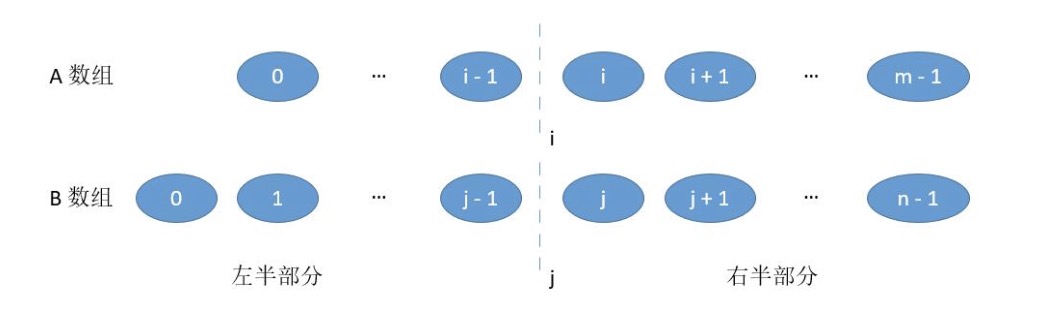 A 数组 0 ... i - 1 i i + 1 ... m - 1
i
B 数组 0 1 ... j - 1 j j + 1 ... n - 1
左半部分 j 右半部分